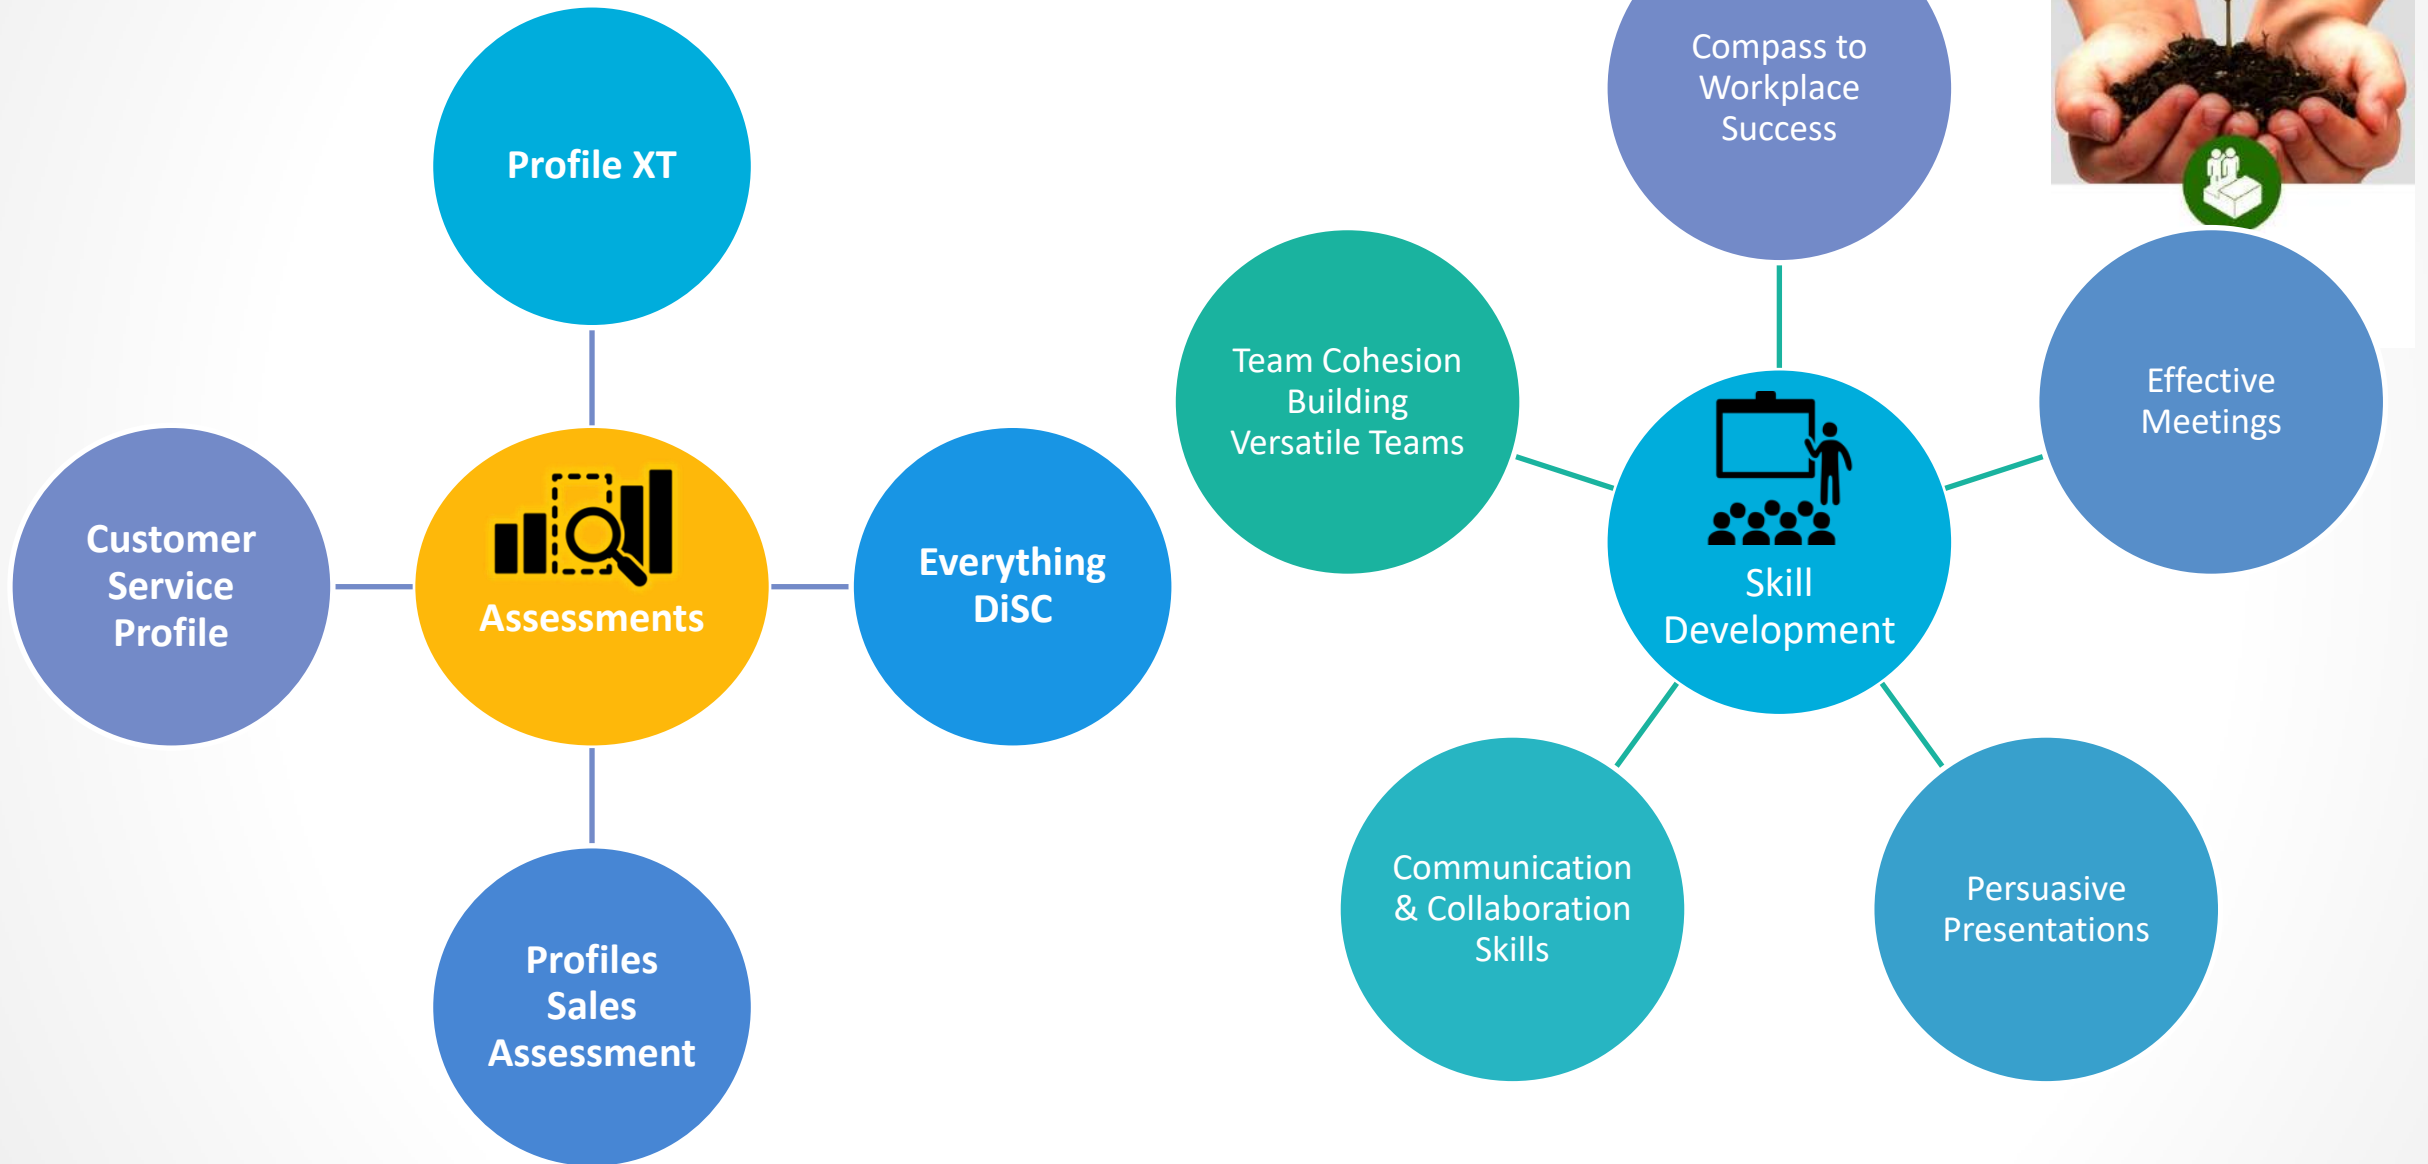 Profile XT
Customer
Service
Profile
Assessments
Everything
DiSC
Profiles
Sales
Assessment
Compass to
Workplace
Success
Team Cohesion
Building
Versatile Teams
Effective
Meetings
Skill
Development
Communication
& Collaboration
Skills
Persuasive
Presentations